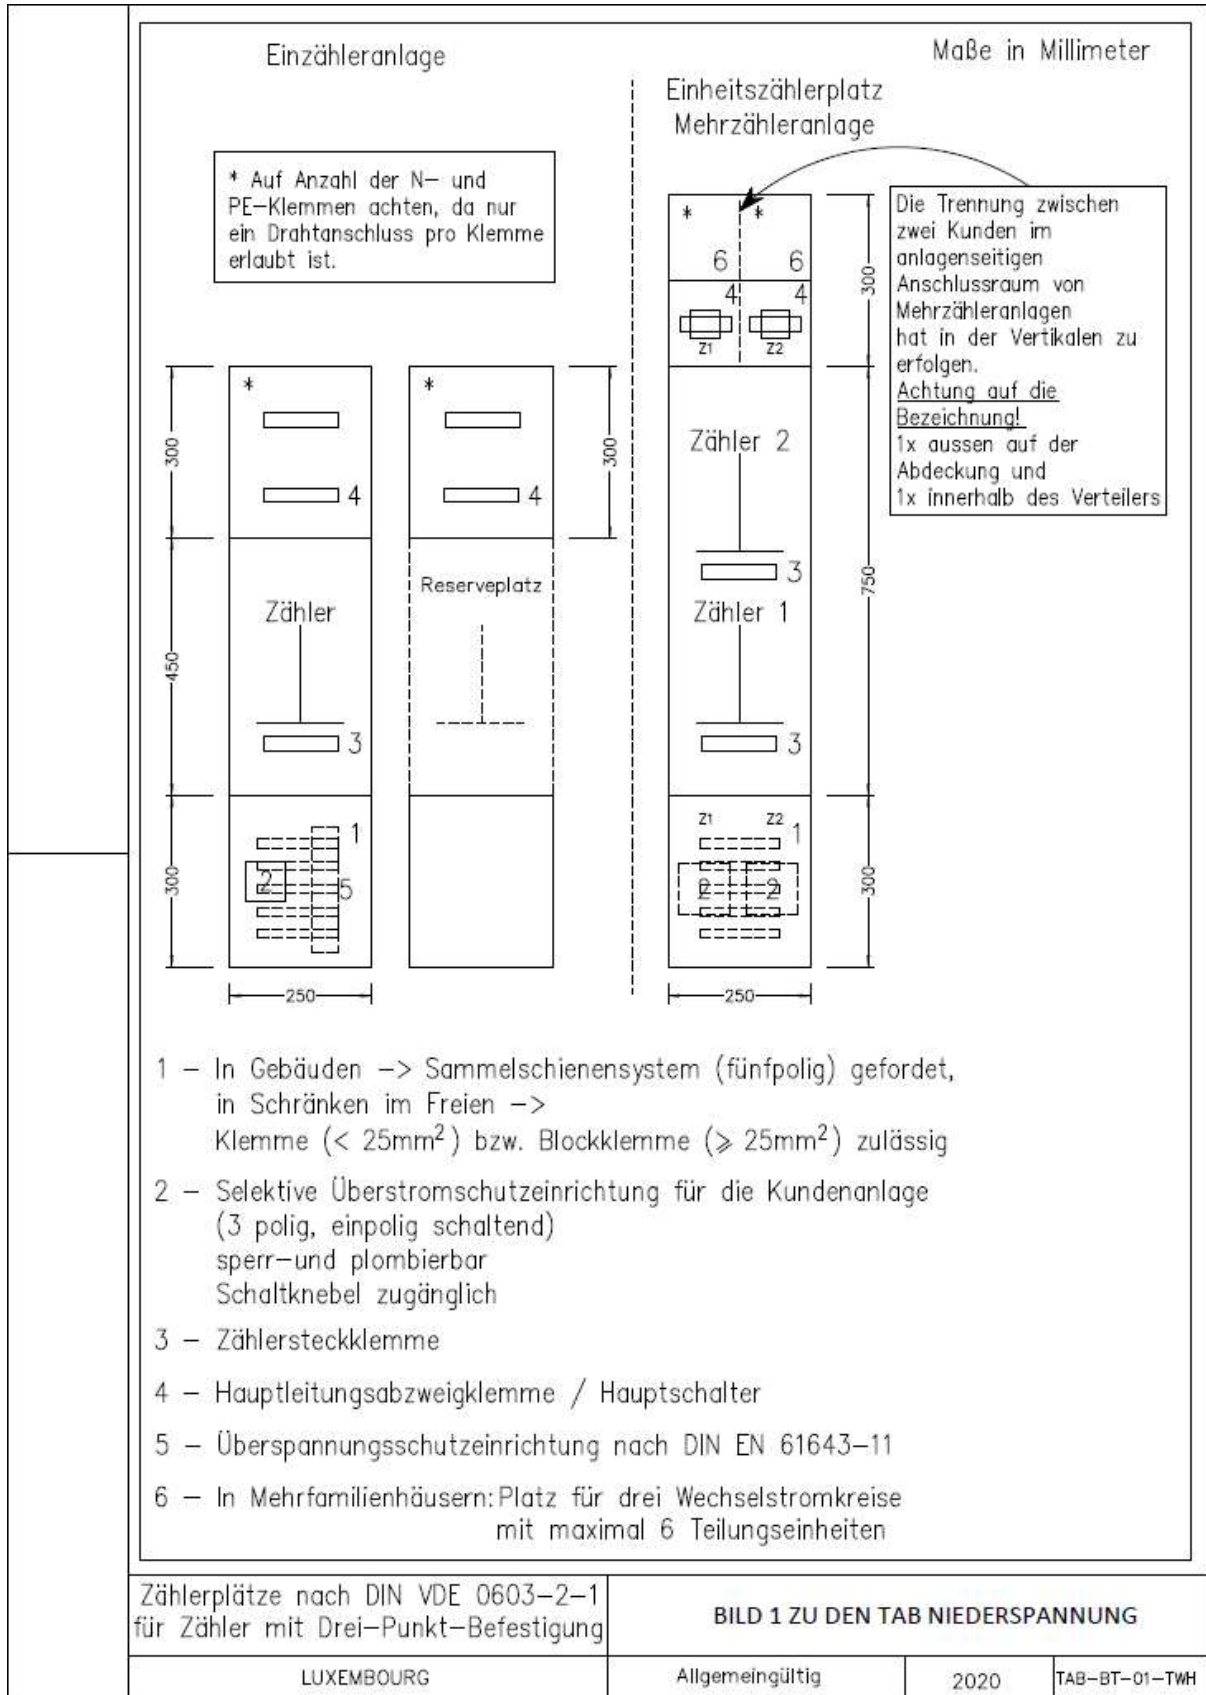 Einzähleranlage
Maße in Millimeter
Einheitszählerplatz
Mehrzähleranlage
* Auf Anzahl der N– und
PE–Klemmen achten, da nur
ein Drahtanschluss pro Klemme
erlaubt ist.
Die Trennung zwischen
zwei Kunden im
anlagenseitigen
Anschlussraum von
Mehrzähleranlagen
hat in der Vertikalen zu
erfolgen.
Achtung auf die
Bezeichnung!
1x aussen auf der
Abdeckung und
1x innerhalb des Verteilers
* *
6 6
4 4
Z1 Z2
300
* *
4 4
300
300
Zähler 2
3
750
Reserveplatz
Zähler
Zähler 1
450
3
3
Z1 Z2
1
1
2
5
2 2
300
300
250
250
1 – In Gebäuden –> Sammelschienensystem (fünfpolig) gefordet,
in Schränken im Freien –>
Klemme (< 25mm²) bzw. Blockklemme (⩾ 25mm²) zulässig
2 – Selektive Überstromschutzeinrichtung für die Kundenanlage
(3 polig, einpolig schaltend)
sperr–und plombierbar
Schaltknebel zugänglich
3 – Zählersteckklemme
4 – Hauptleitungsabzweigklemme / Hauptschalter
5 – Überspannungsschutzeinrichtung nach DIN EN 61643–11
6 – In Mehrfamilienhäusern: Platz für drei Wechselstromkreise
mit maximal 6 Teilungseinheiten
Zählerplätze nach DIN VDE 0603–2–1
für Zähler mit Drei–Punkt–Befestigung
BILD 1 ZU DEN TAB NIEDERSPANNUNG
LUXEMBOURG
Allgemeingültig
2020
TAB–BT–01–TWH